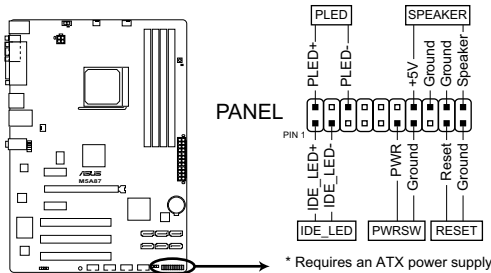 PLED
SPEAKER
PLED+
PLED-
+5V
Ground
Ground
Speaker
PANEL
PIN 1
IDE_LED+
IDE_LED-
PWR
Ground
Reset
Ground
IDE_LED
PWRSW
RESET
ASUS
M5A87
* Requires an ATX power supply